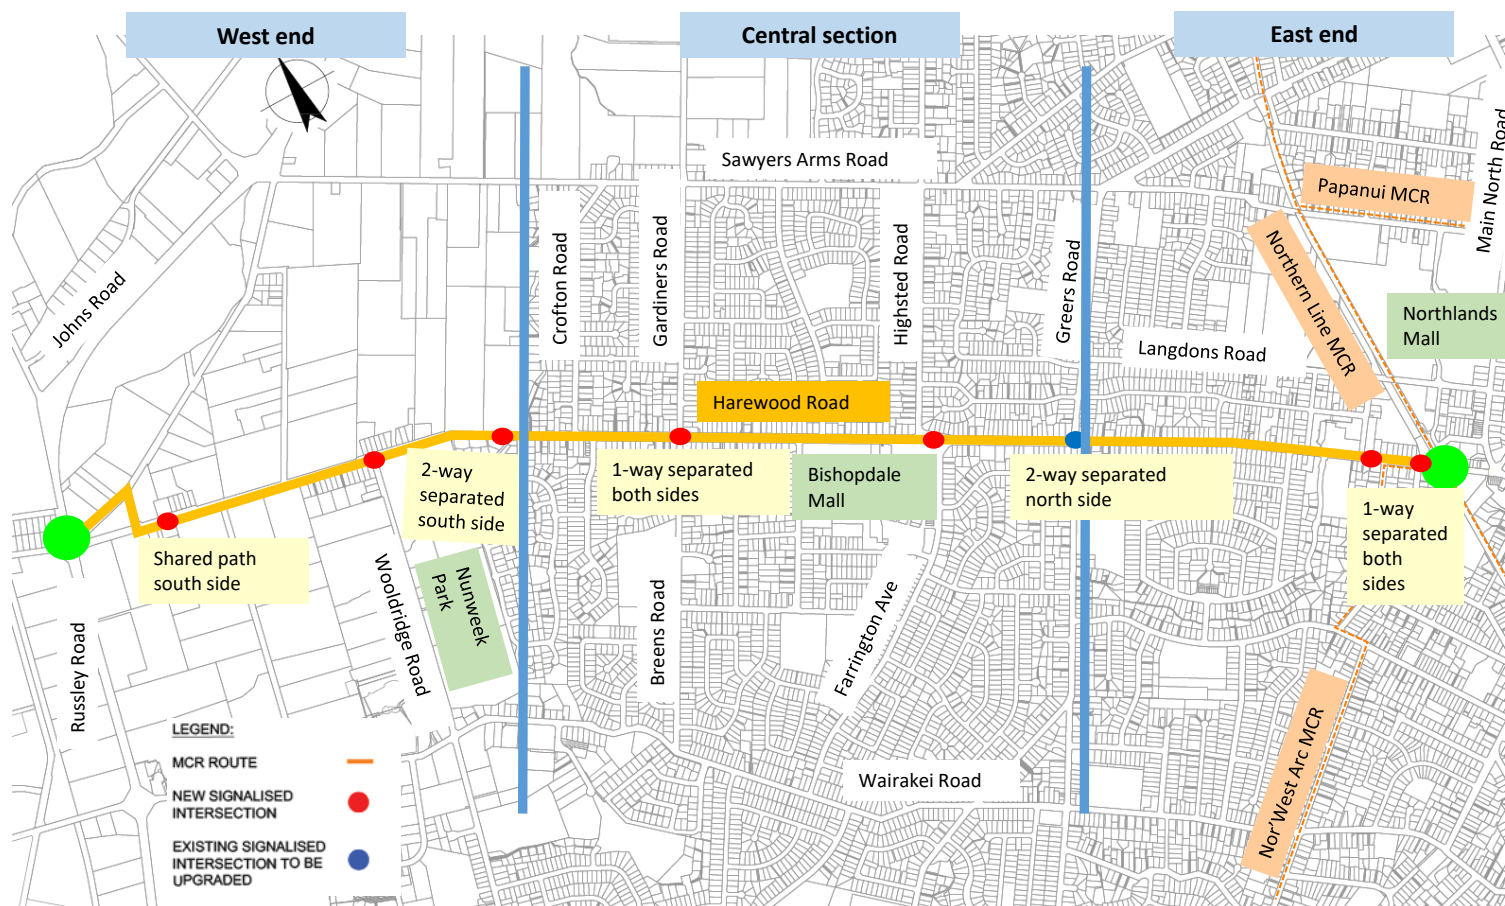 West end
Central section
East end
Sawyers Arms Road
Papanui MCR
Main North Road
Johns Road
Crofton Road
Gardiners Road
Highsted Road
Greers Road
Northern Line MCR
Langdons Road
Northlands
Mall
Harewood Road
2-way
separated
south side
1-way separated
both sides
Bishopdale
Mall
2-way separated
north side
1-way
separated
both
sides
Shared path
south side
Wooldridge Road
Nunweek
Park
Breens Road
Farrington Ave
Russley Road
Nor'West Arc MCR
Wairakei Road
LEGEND:
MCR ROUTE
NEW SIGNALISED
INTERSECTION
EXISTING SIGNALISED
INTERSECTION TO BE
UPGRADED